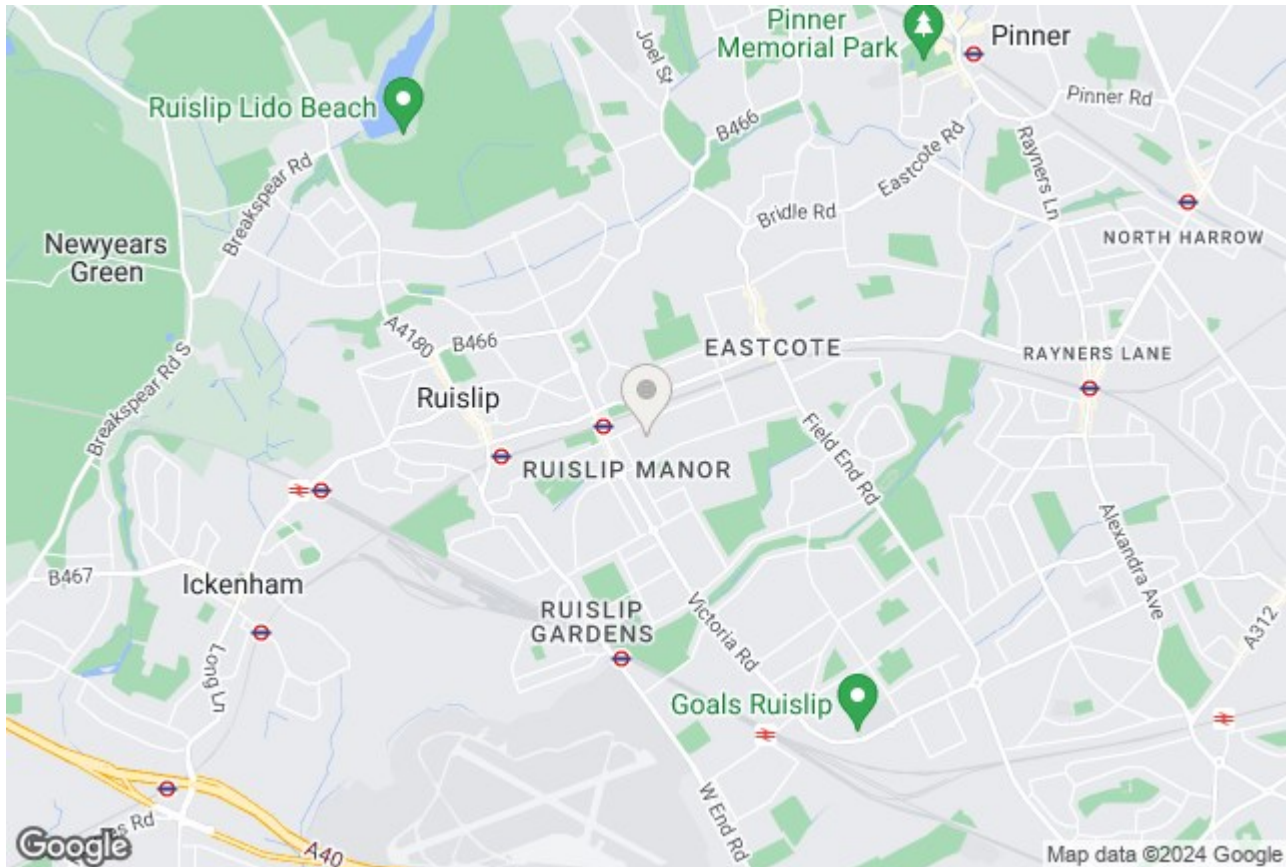 Pinner
Memorial Park
Pinner
Joel St
Ruislip Lido Beach
Pinner Rd
B466
Rayners Ln
Eastcote Rd
Breakspear Rd
Bridle Rd
Newyears
Green
NORTH HARROW
A4180
B466
EASTCOTE
RAYNERS LANE
Breakspear Rd S
Ruislip
Field End Rd
RUISLIP MANOR
Alexandra Ave
B467
Ickenham
RUISLIP
GARDENS
Victoria Rd
A312
Long Ln
Goals Ruislip
W End Rd
Rd
A40
Google
Map data ©2024 Google